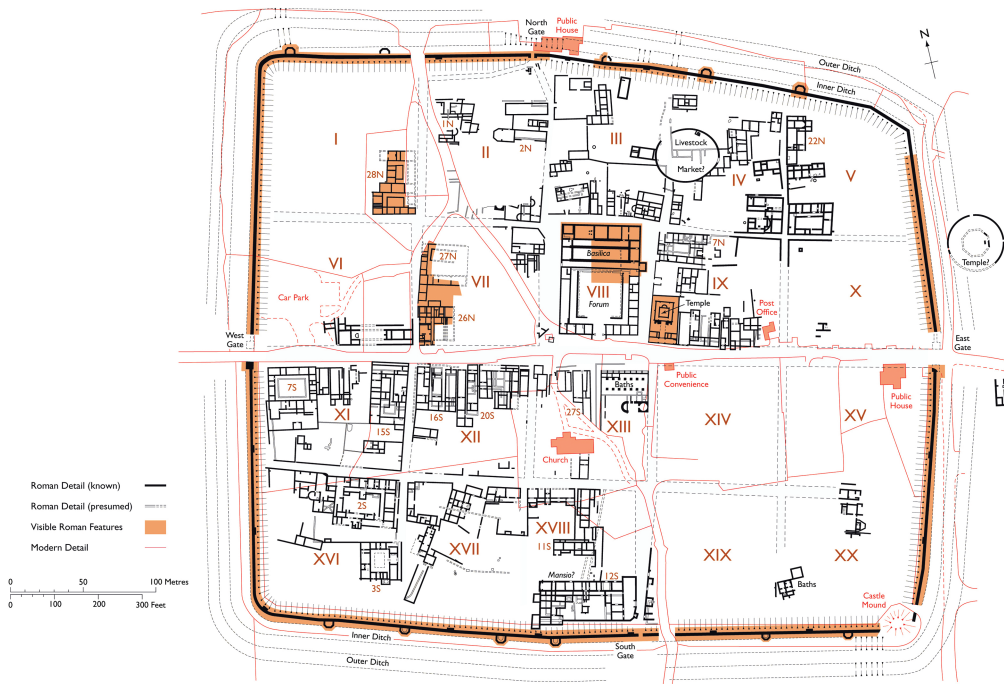 North
Gate
Public
House
N
Outer Ditch
Inner Ditch
I
1N
II
2N
III
Livestock
Market?
IV
22N
V
28N
VI
27N
VII
26N
Basilica
VIII
Forum
7N
IX
Temple
X
Temple?
Car Park
Post
Office
West
Gate
East
Gate
7S
XI
15S
16S
20S
XII
27S
Baths
XIII
Public
Convenience
XIV
XV
Public
House
Church
Roman Detail (known)
Roman Detail (presumed)
Visible Roman Features
Modern Detail
0 50 100 Metres
0 100 200 300 Feet
2S
XVI
3S
XVII
XVIII
11S
Mansio?
12S
XIX
XX
Baths
Castle
Mound
Inner Ditch
Outer Ditch
South
Gate